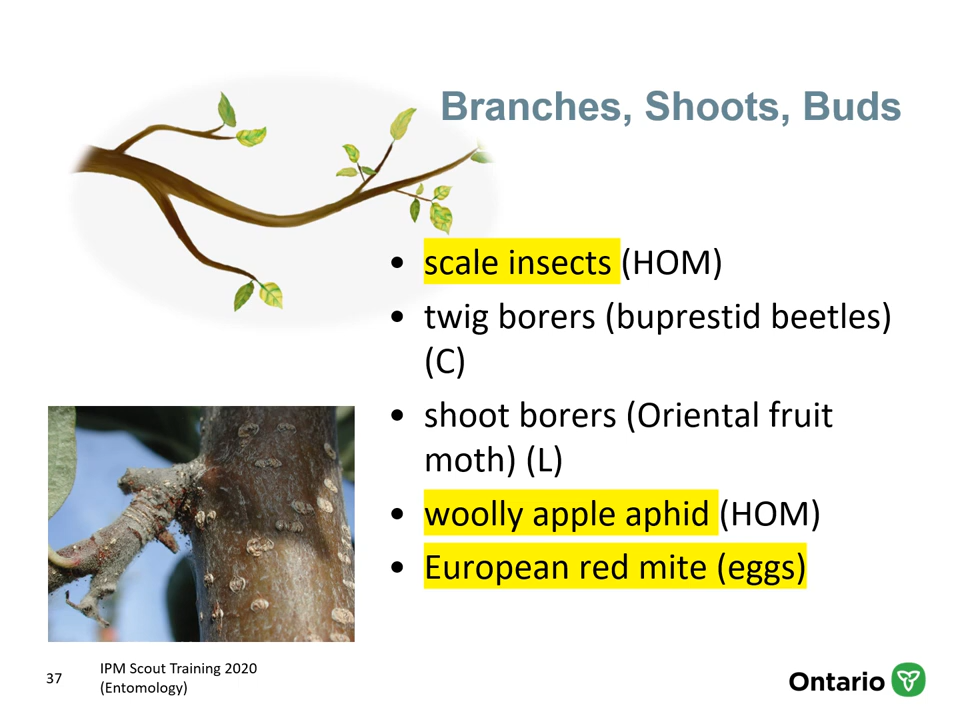 Branches, Shoots, Buds
• scale insects (HOM)
• twig borers (buprestid beetles)
(C)
• shoot borers (Oriental fruit
moth) (L)
• woolly apple aphid (HOM)
• European red mite (eggs)
37
IPM Scout Training 2020
(Entomology)
Ontario